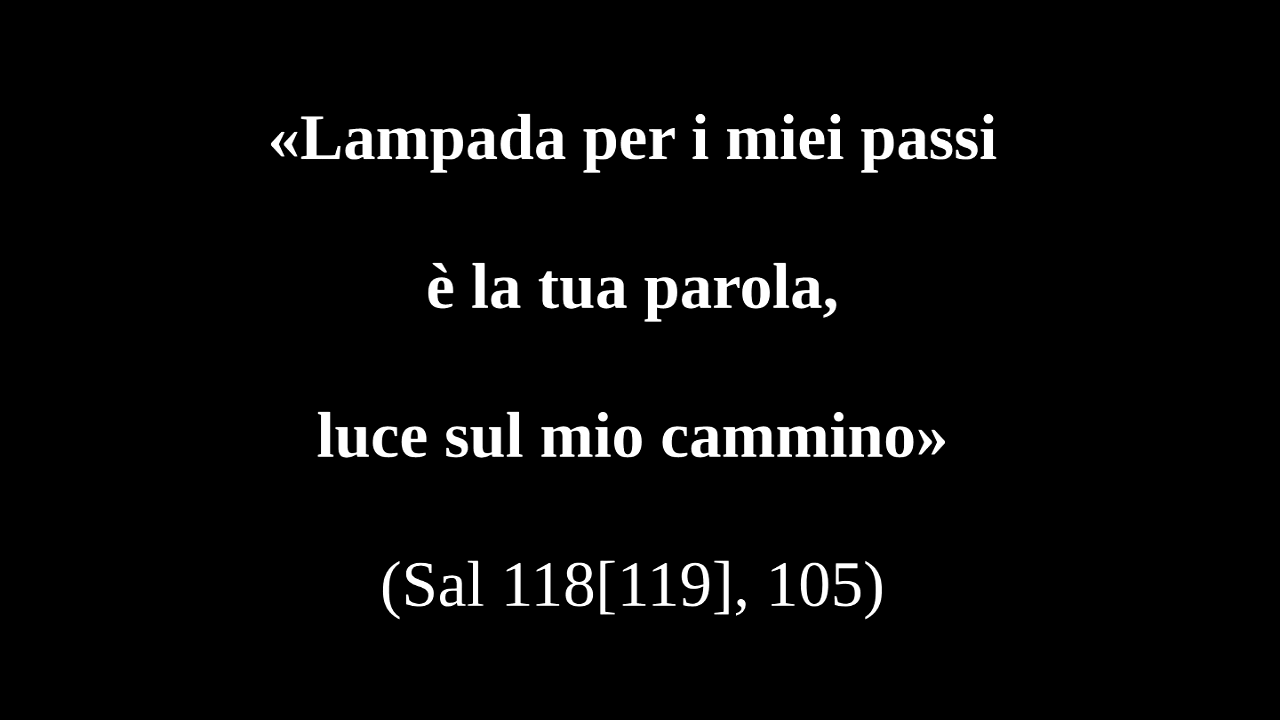 «Lampada per i miei passi
è la tua parola,
luce sul mio cammino»
(Sal 118[119], 105)